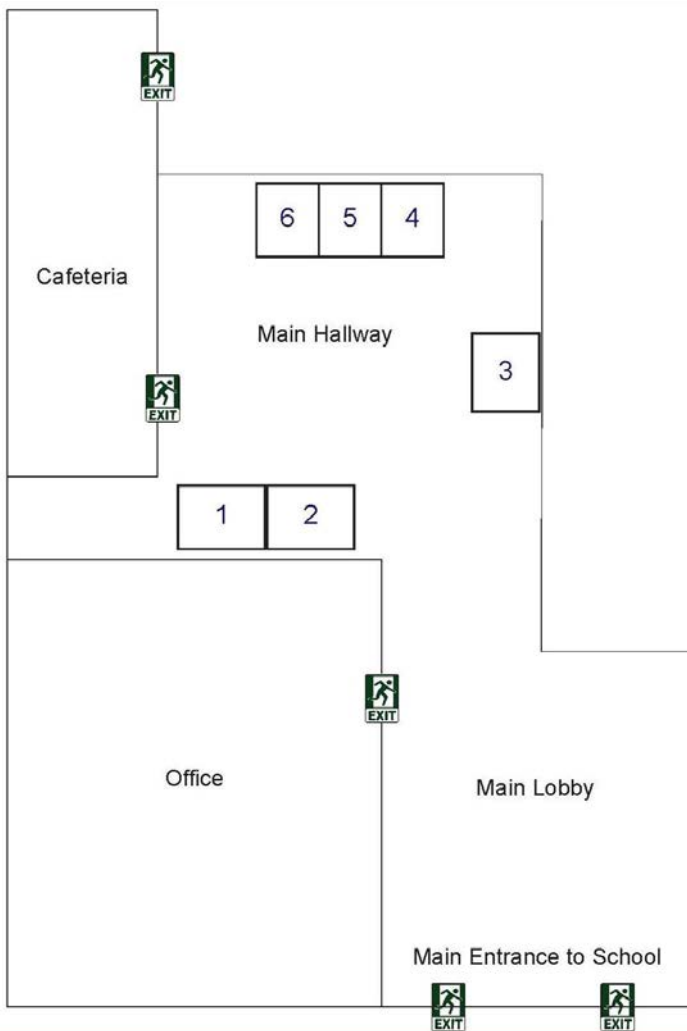 EXIT
6 5 4
Cafeteria
Main Hallway
3
EXIT
1 2
EXIT
Office
Main Lobby
Main Entrance to School
EXIT EXIT